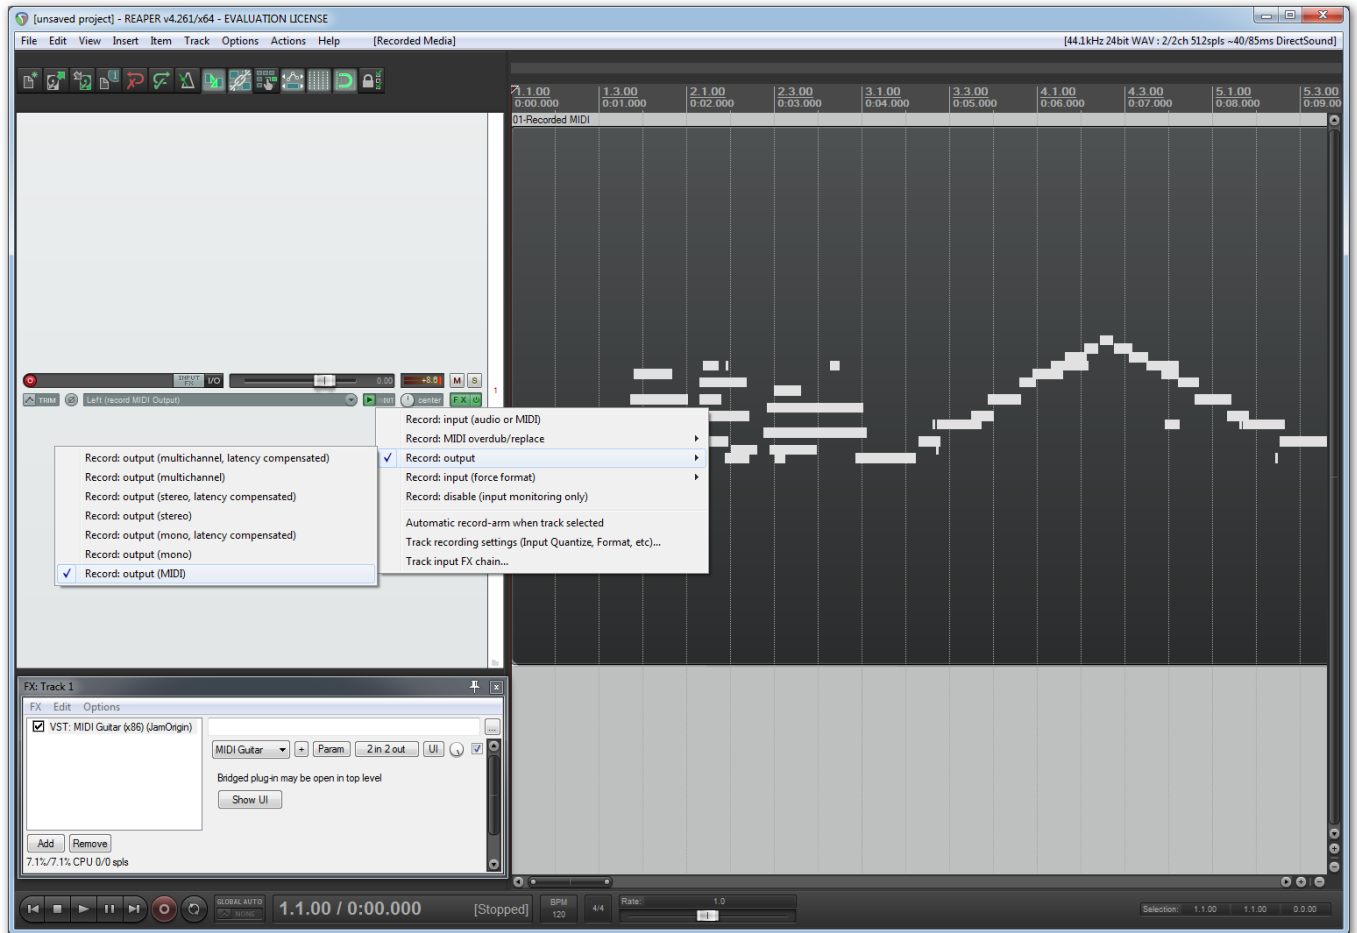 [unsaved project] - REAPER v4.261/x64 - EVALUATION LICENSE
File Edit View Insert Item Track Options Actions Help [Recorded Media] [44.1kHz 24bit WAV : 2/2ch 512spls ~40/85ms DirectSound]
1.1.00 1.3.00 2.1.00 2.3.00 3.1.00 3.3.00 4.1.00 4.3.00 5.1.00 5.3.00
0:00.000 0:01.000 0:02.000 0:03.000 0:04.000 0:05.000 0:06.000 0:07.000 0:08.000 0:09.00
01-Recorded MIDI
INPUT FX I/O 0.00 +8.6 M S
1
TRIM Left (record MIDI Output) center FX
Record: input (audio or MIDI)
Record: MIDI overdub/replace
Record: output
Record: input (force format)
Record: disable (input monitoring only)
Automatic record-arm when track selected
Track recording settings (Input Quantize, Format, etc)...
Track input FX chain...
Record: output (multichannel, latency compensated)
Record: output (multichannel)
Record: output (stereo, latency compensated)
Record: output (stereo)
Record: output (mono, latency compensated)
Record: output (mono)
Record: output (MIDI)
FX: Track 1
FX Edit Options
VST: MIDI Guitar (x86) (JamOrigin)
...
MIDI Guitar + Param 2 in 2 out UI
Bridged plug-in may be open in top level
Show UI
Add Remove
7.1%/7.1% CPU 0/0 spls
GLOBAL AUTO
NONE
1.1.00 / 0:00.000 [Stopped]
BPM
120
4/4
Rate: 1.0
Selection: 1.1.00 1.1.00 0.0.00